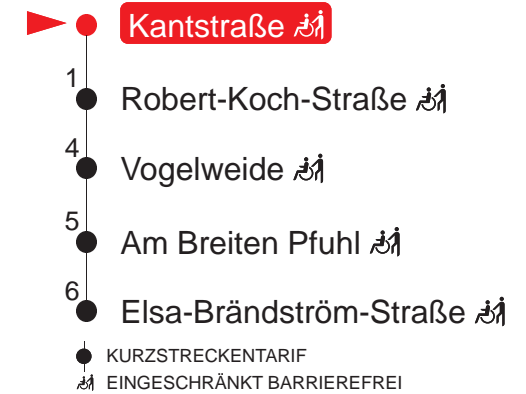 Kantstraße
1
Robert-Koch-Straße
4
Vogelweide
5
Am Breiten Pfuhl
6
Elsa-Brändström-Straße
KURZSTRECKENTARIF
EINGESCHRÄNKT BARRIEREFREI